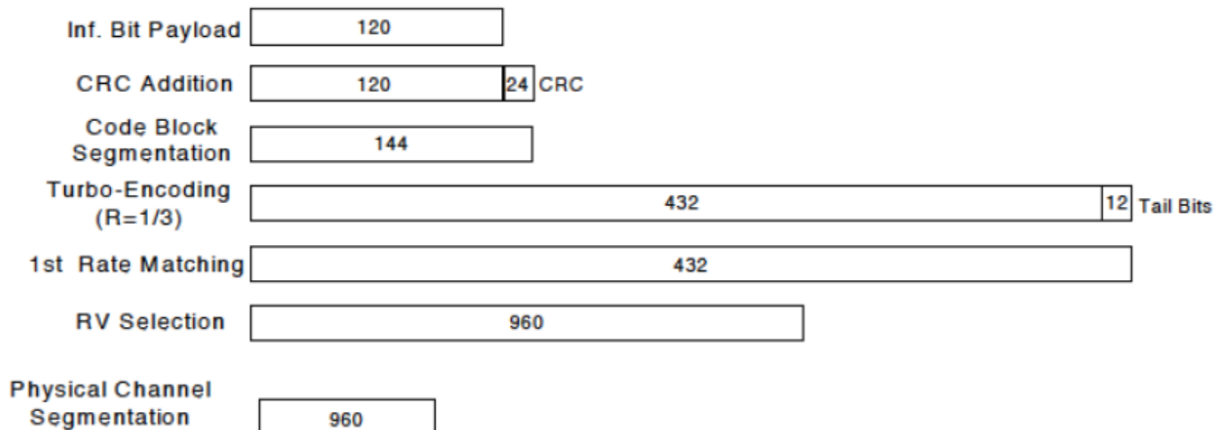 Inf. Bit Payload 120
CRC Addition 120 24 CRC
Code Block
Segmentation 144
Turbo-Encoding
(R=1/3) 432 12 Tail Bits
1st Rate Matching 432
RV Selection 960
Physical Channel
Segmentation 960